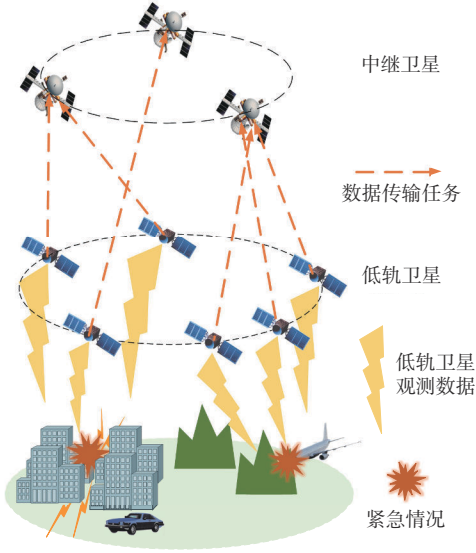 中继卫星
数据传输任务
低轨卫星
低轨卫星
观测数据
紧急情况